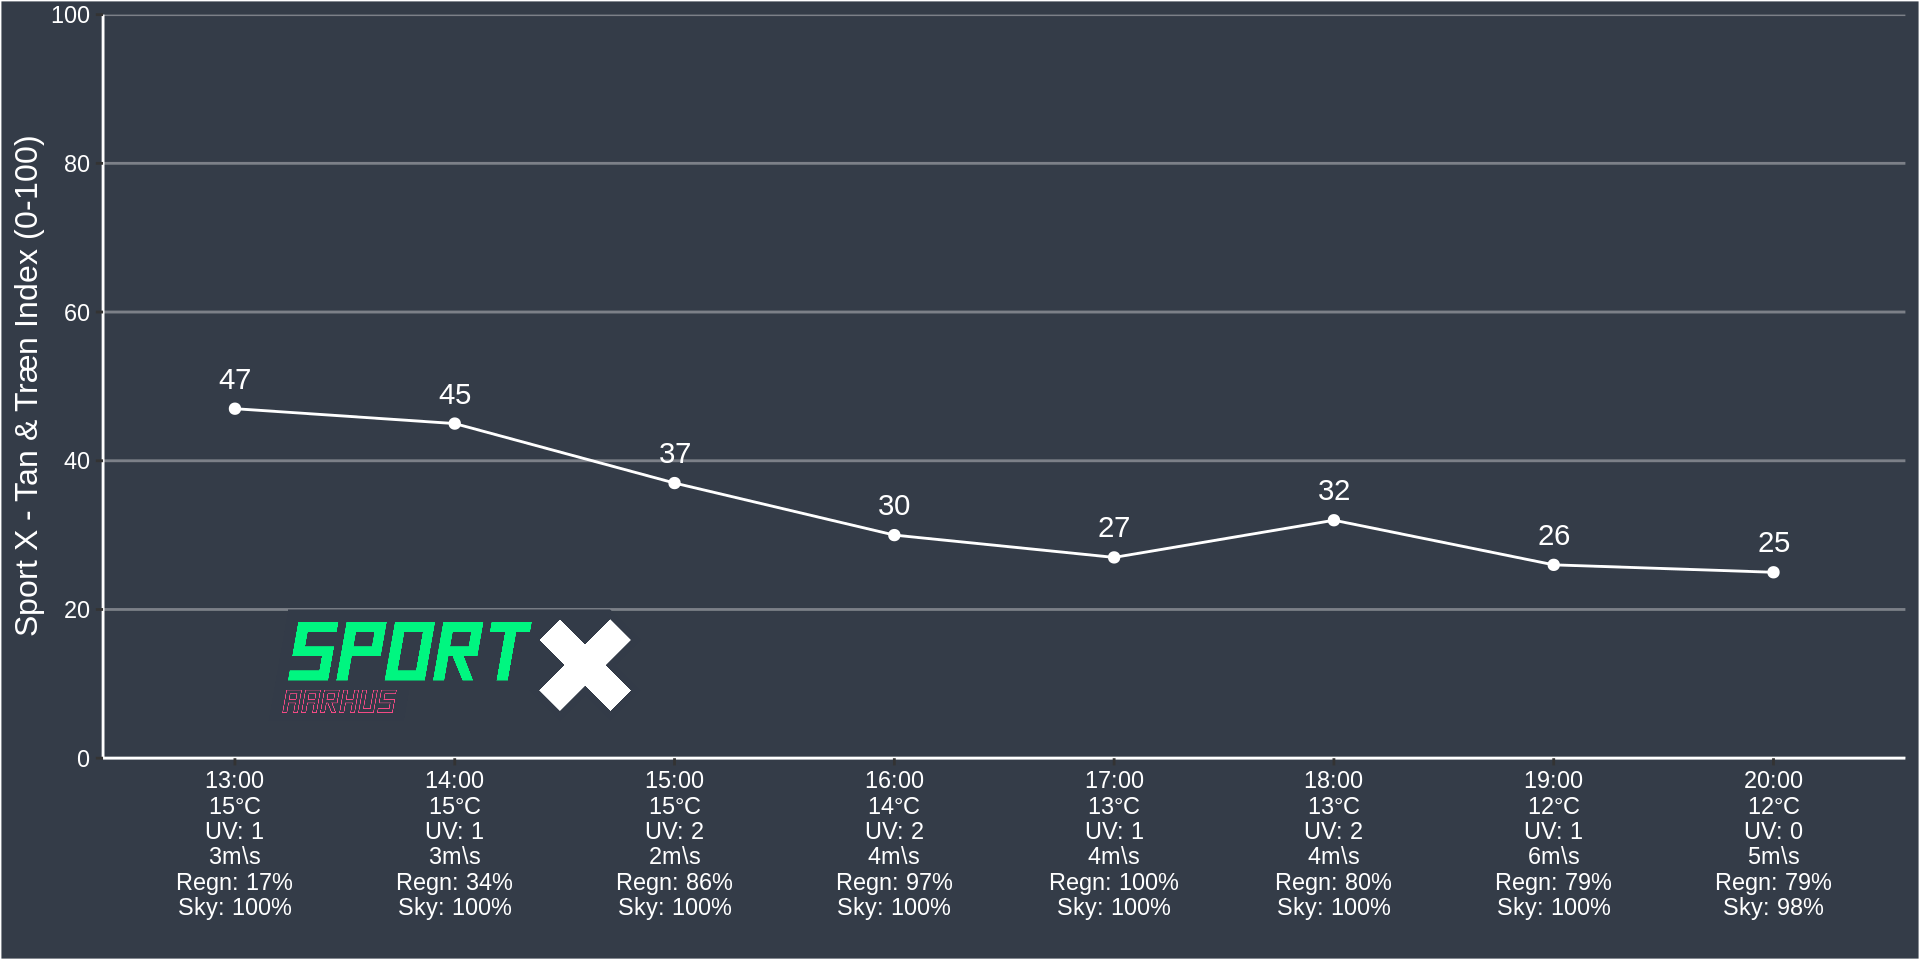 Sport X - Tan & Træn Index (0-100)
100
80
60
40
20
0
47
45
37
30
27
32
26
25
SPORT X
AARHUS
13:00
15°C
UV: 1
3m\s
Regn: 17%
Sky: 100%
14:00
15°C
UV: 1
3m\s
Regn: 34%
Sky: 100%
15:00
15°C
UV: 2
2m\s
Regn: 86%
Sky: 100%
16:00
14°C
UV: 2
4m\s
Regn: 97%
Sky: 100%
17:00
13°C
UV: 1
4m\s
Regn: 100%
Sky: 100%
18:00
13°C
UV: 2
4m\s
Regn: 80%
Sky: 100%
19:00
12°C
UV: 1
6m\s
Regn: 79%
Sky: 100%
20:00
12°C
UV: 0
5m\s
Regn: 79%
Sky: 98%